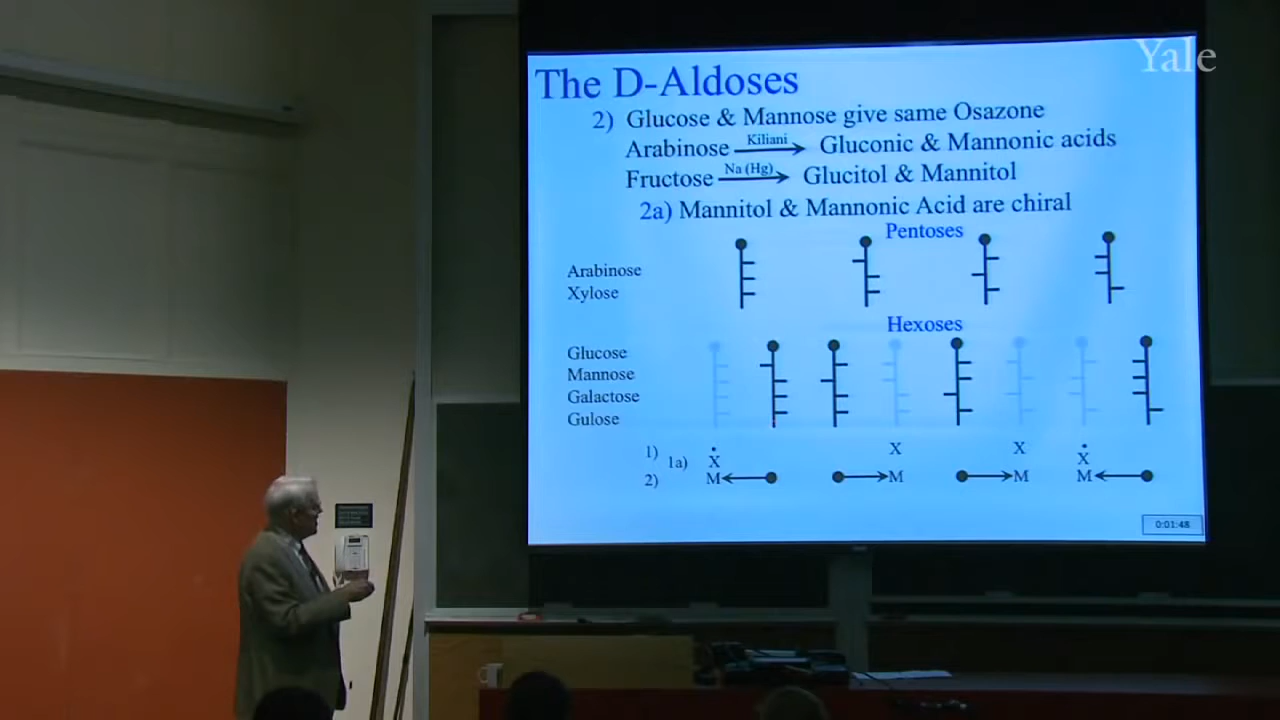 Yale
The D-Aldoses
2) Glucose & Mannose give same Osazone
Arabinose Kiliani Gluconic & Mannonic acids
Fructose Na (Hg) Glucitol & Mannitol
2a) Mannitol & Mannonic Acid are chiral
Pentoses
Arabinose
Xylose
Hexoses
Glucose
Mannose
Galactose
Gulose
1) X X
1a) X X
2) M M M M
0:01:48